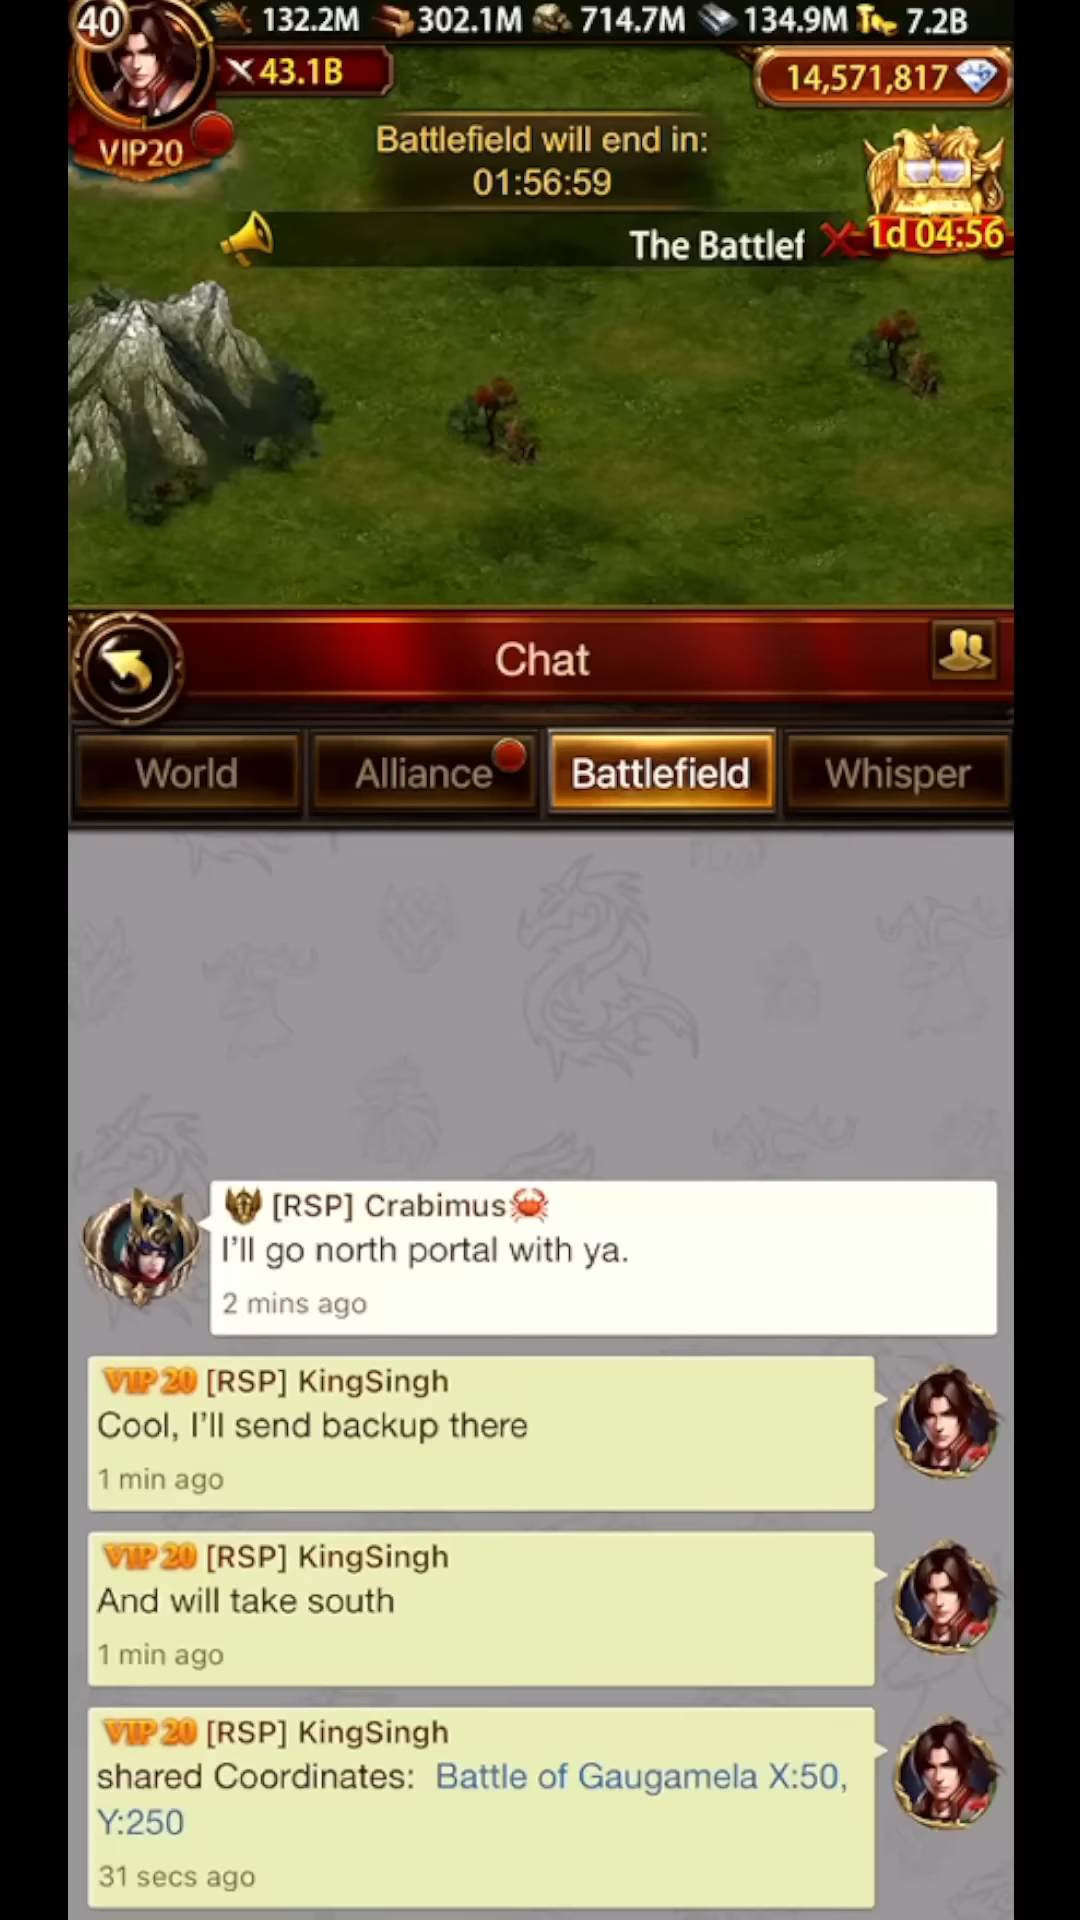 40
132.2M 302.1M 714.7M 134.9M 7.2B
43.1B
14,571,817
VIP20
Battlefield will end in:
01:56:59
1d 04:56
The Battlef
Chat
World Alliance Battlefield Whisper
[RSP] Crabimus🦀
I'll go north portal with ya.
2 mins ago
VIP 20 [RSP] KingSingh
Cool, I'll send backup there
1 min ago
VIP 20 [RSP] KingSingh
And will take south
1 min ago
VIP 20 [RSP] KingSingh
shared Coordinates: Battle of Gaugamela X:50,
Y:250
31 secs ago